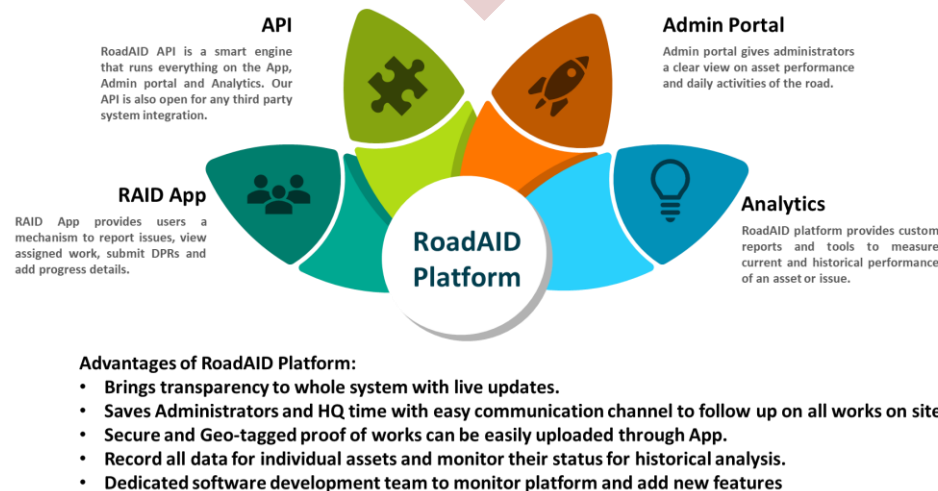 API
RoadAID API is a smart engine
that runs everything on the App,
Admin portal and Analytics. Our
API is also open for any third party
system integration.
Admin Portal
Admin portal gives administrators
a clear view on asset performance
and daily activities of the road.
RAID App
RAID App provides users a
mechanism to report issues, view
assigned work, submit DPRs and
add progress details.
RoadAID
Platform
Analytics
RoadAID platform provides custom
reports and tools to measure
current and historical performance
of an asset or issue.
Advantages of RoadAID Platform:
• Brings transparency to whole system with live updates.
• Saves Administrators and HQ time with easy communication channel to follow up on all works on site
• Secure and Geo-tagged proof of works can be easily uploaded through App.
• Record all data for individual assets and monitor their status for historical analysis.
• Dedicated software development team to monitor platform and add new features